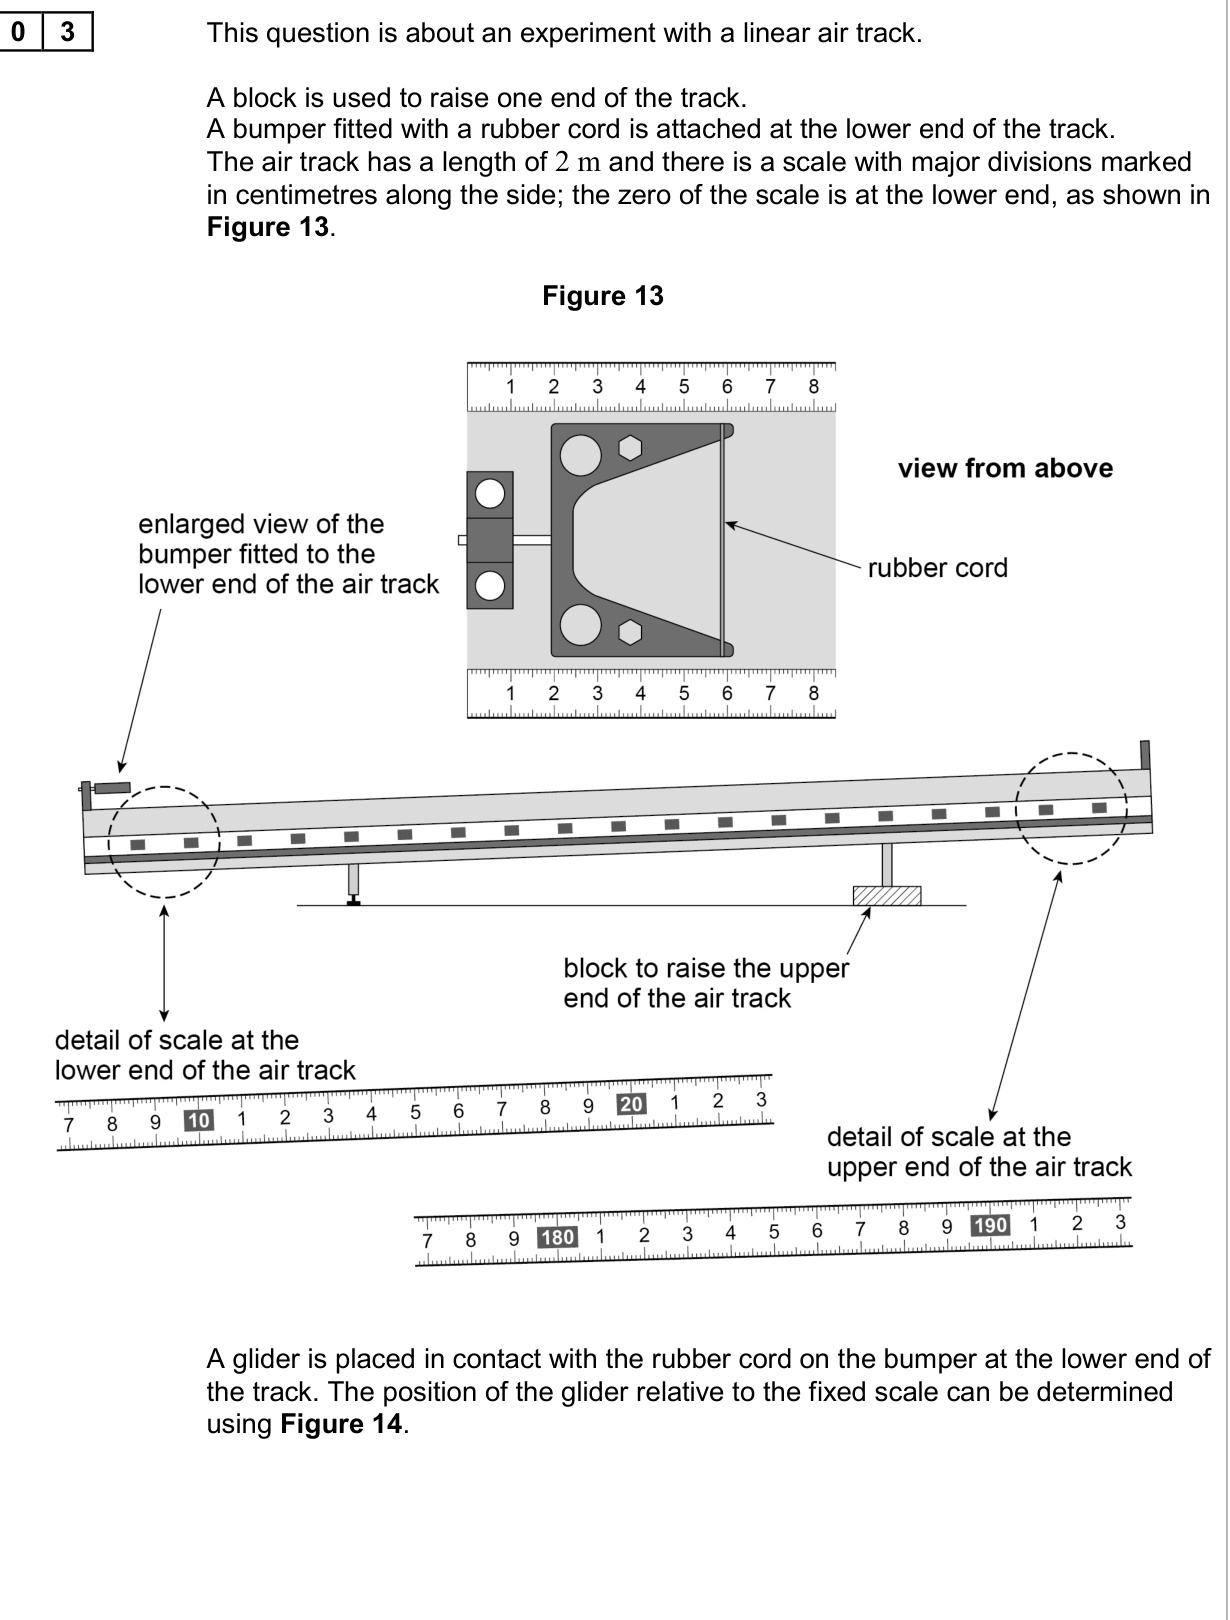 0 3
This question is about an experiment with a linear air track.
A block is used to raise one end of the track.
A bumper fitted with a rubber cord is attached at the lower end of the track.
The air track has a length of 2 m and there is a scale with major divisions marked
in centimetres along the side; the zero of the scale is at the lower end, as shown in
Figure 13.
Figure 13
1 2 3 4 5 6 7 8
view from above
enlarged view of the
bumper fitted to the
lower end of the air track
rubber cord
1 2 3 4 5 6 7 8
block to raise the upper
end of the air track
detail of scale at the
lower end of the air track
7 8 9 10 1 2 3 4 5 6 7 8 9 20 1 2 3
detail of scale at the
upper end of the air track
7 8 9 180 1 2 3 4 5 6 7 8 9 190 1 2 3
A glider is placed in contact with the rubber cord on the bumper at the lower end of
the track. The position of the glider relative to the fixed scale can be determined
using Figure 14.